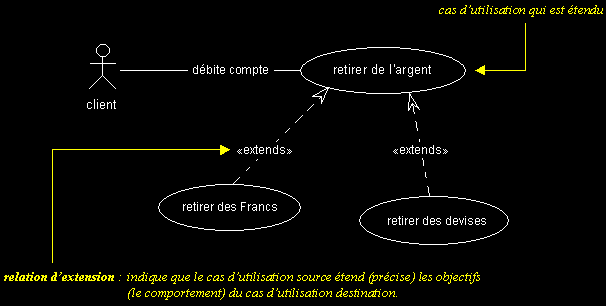 cas d'utilisation qui est étendu
débite compte
retirer de l'argent
client
«extends»
«extends»
retirer des Francs
retirer des devises
relation d'extension : indique que le cas d'utilisation source étend (précise) les objectifs
(le comportement) du cas d'utilisation destination.